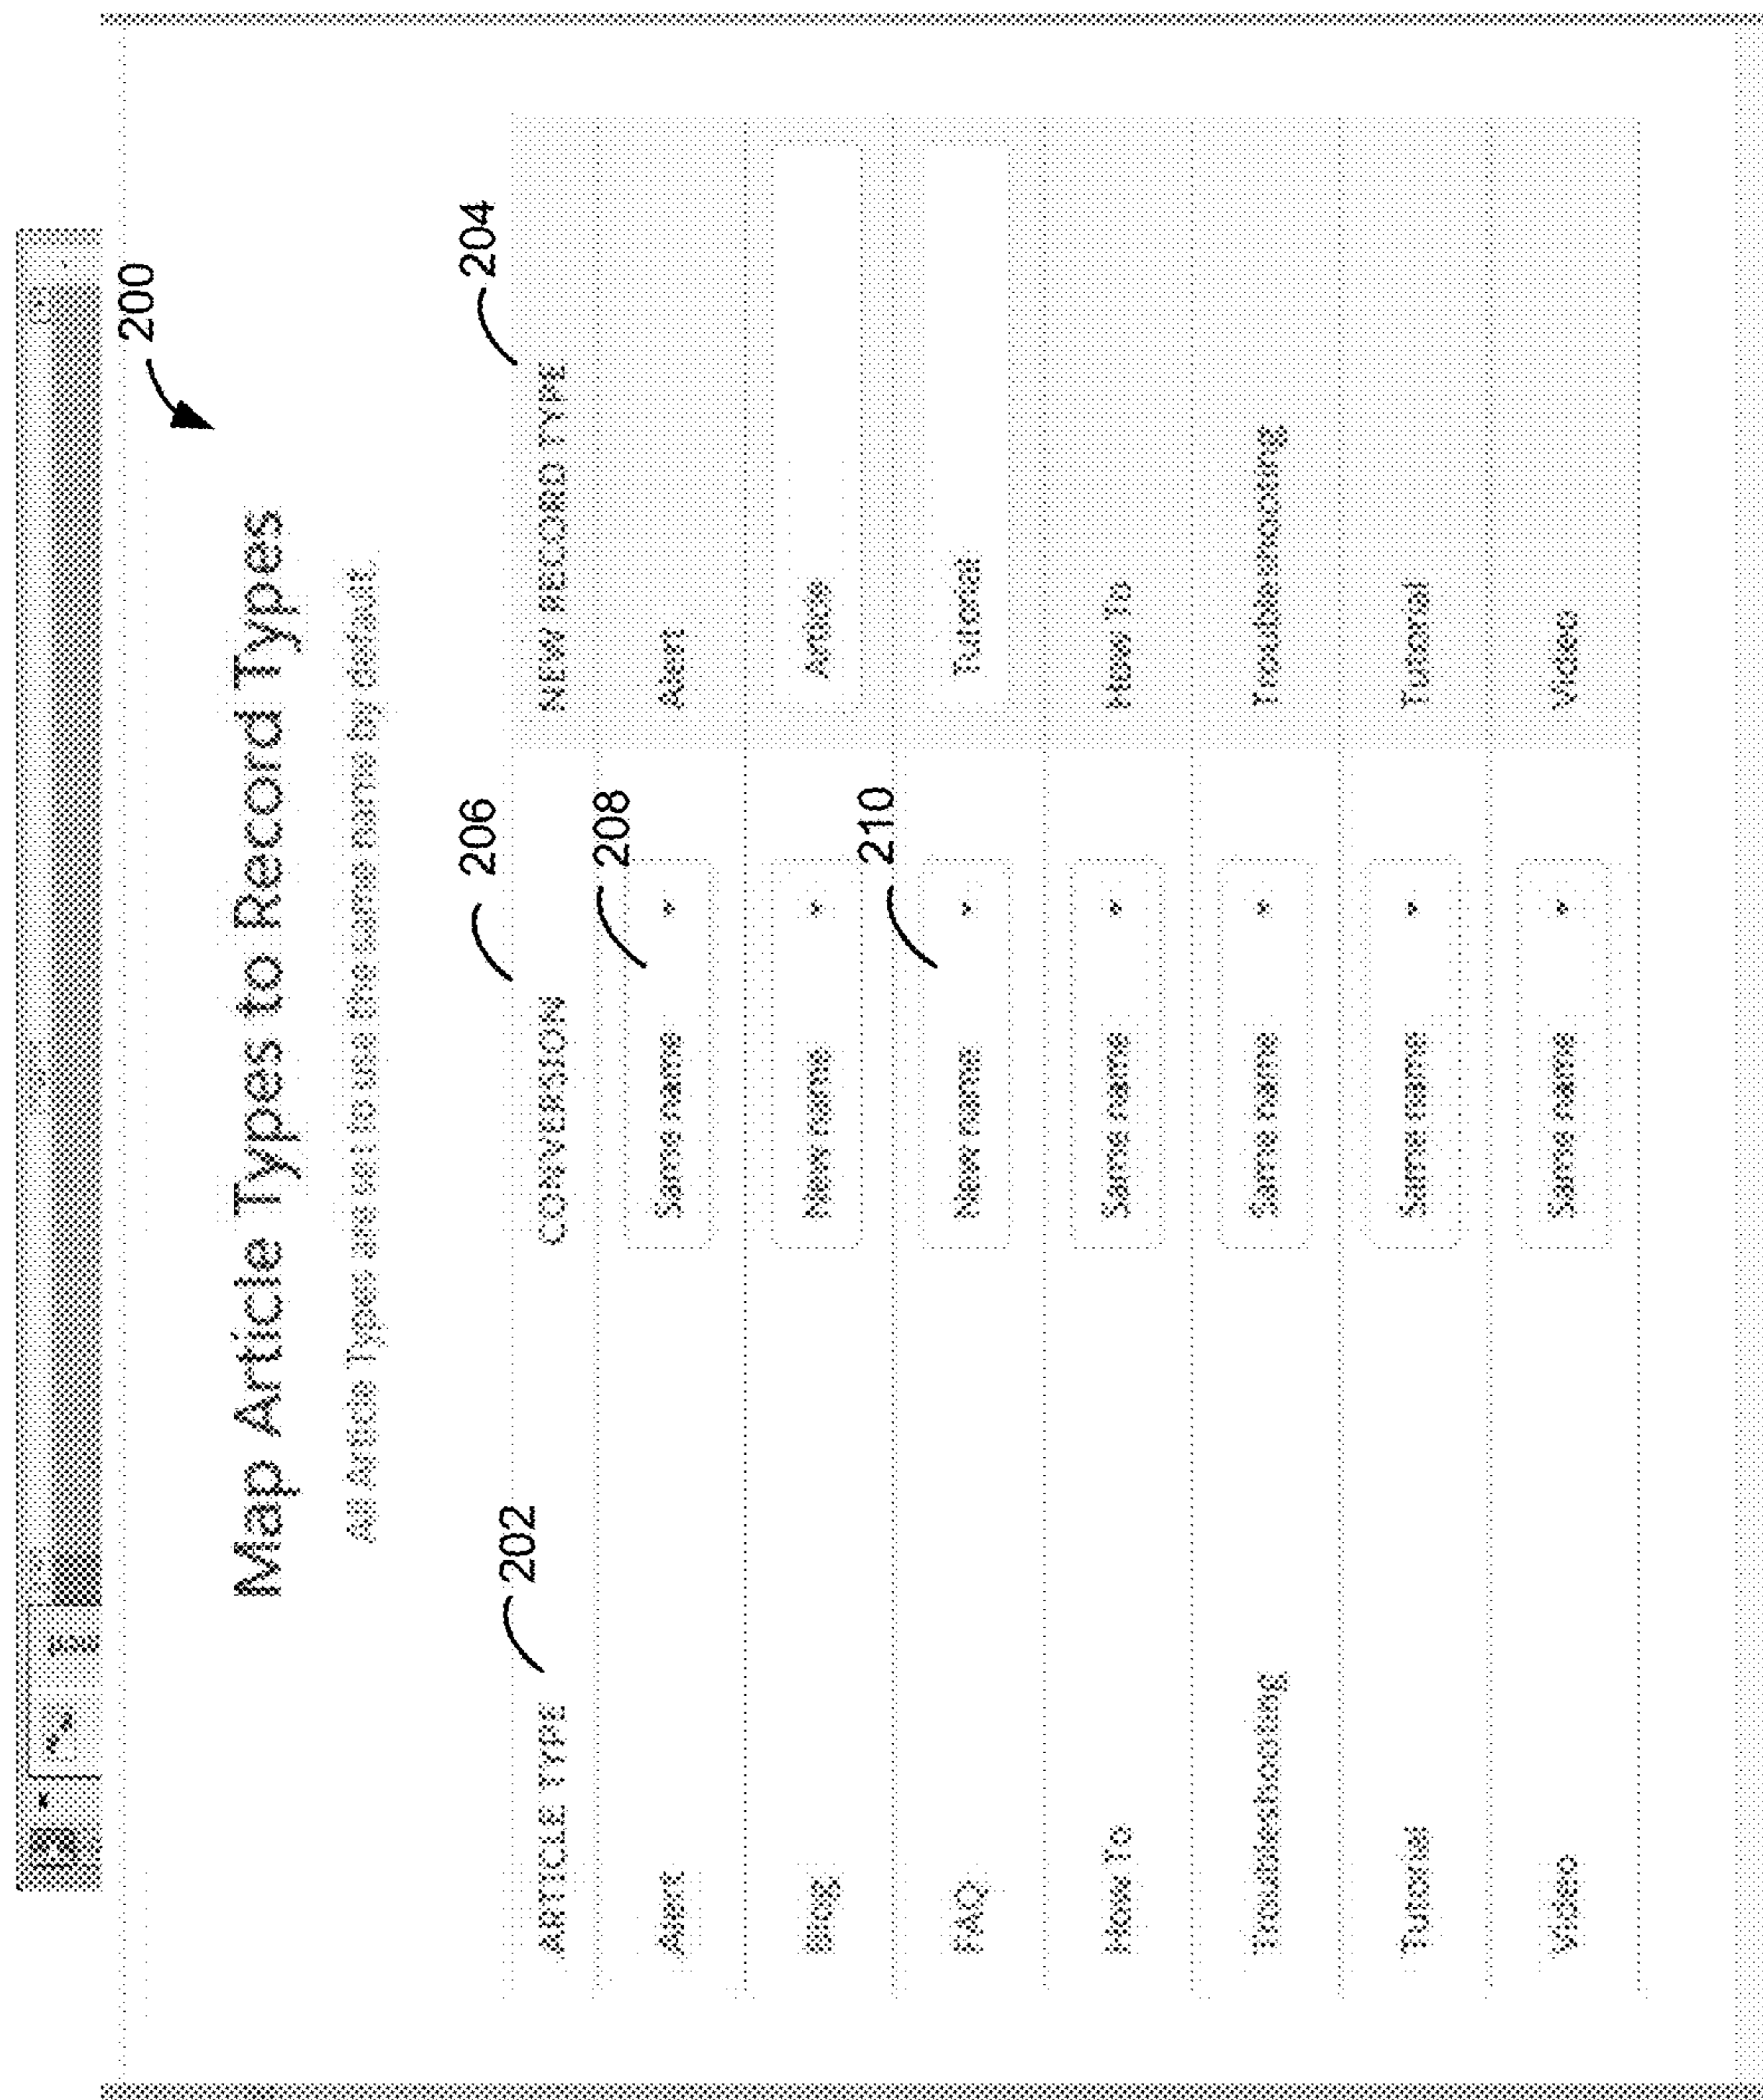 200
Map Article Types to Record Types
All Article Types are set to use the same name by default.
202 206 204
ARTICLE TYPE CONVERSION NEW RECORD TYPE
208
Alert Same name Alert
Blog New name Article
210
FAQ New name Tutorial
How To Same name How To
Troubleshooting Same name Troubleshooting
Tutorial Same name Tutorial
Video Same name Video